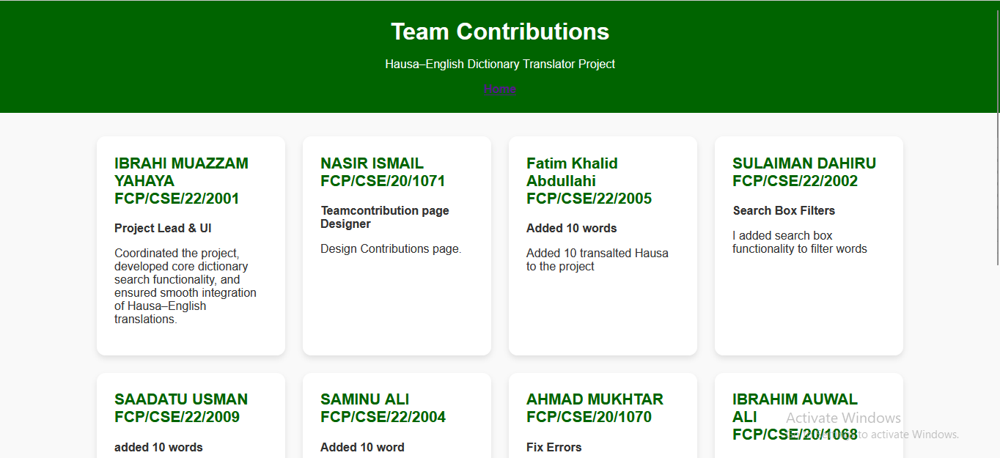 Team Contributions
Hausa–English Dictionary Translator Project
Home
IBRAHI MUAZZAM
YAHAYA
FCP/CSE/22/2001
Project Lead & UI
Coordinated the project,
developed core dictionary
search functionality, and
ensured smooth integration
of Hausa–English
translations.
NASIR ISMAIL
FCP/CSE/20/1071
Teamcontribution page
Designer
Design Contributions page.
Fatim Khalid
Abdullahi
FCP/CSE/22/2005
Added 10 words
Added 10 transalted Hausa
to the project
SULAIMAN DAHIRU
FCP/CSE/22/2002
Search Box Filters
I added search box
functionality to filter words
SAADATU USMAN
FCP/CSE/22/2009
added 10 words
SAMINU ALI
FCP/CSE/22/2004
Added 10 word
AHMAD MUKHTAR
FCP/CSE/20/1070
Fix Errors
IBRAHIM AUWAL
ALI
FCP/CSE/20/1068
Activate Windows
to activate Windows.